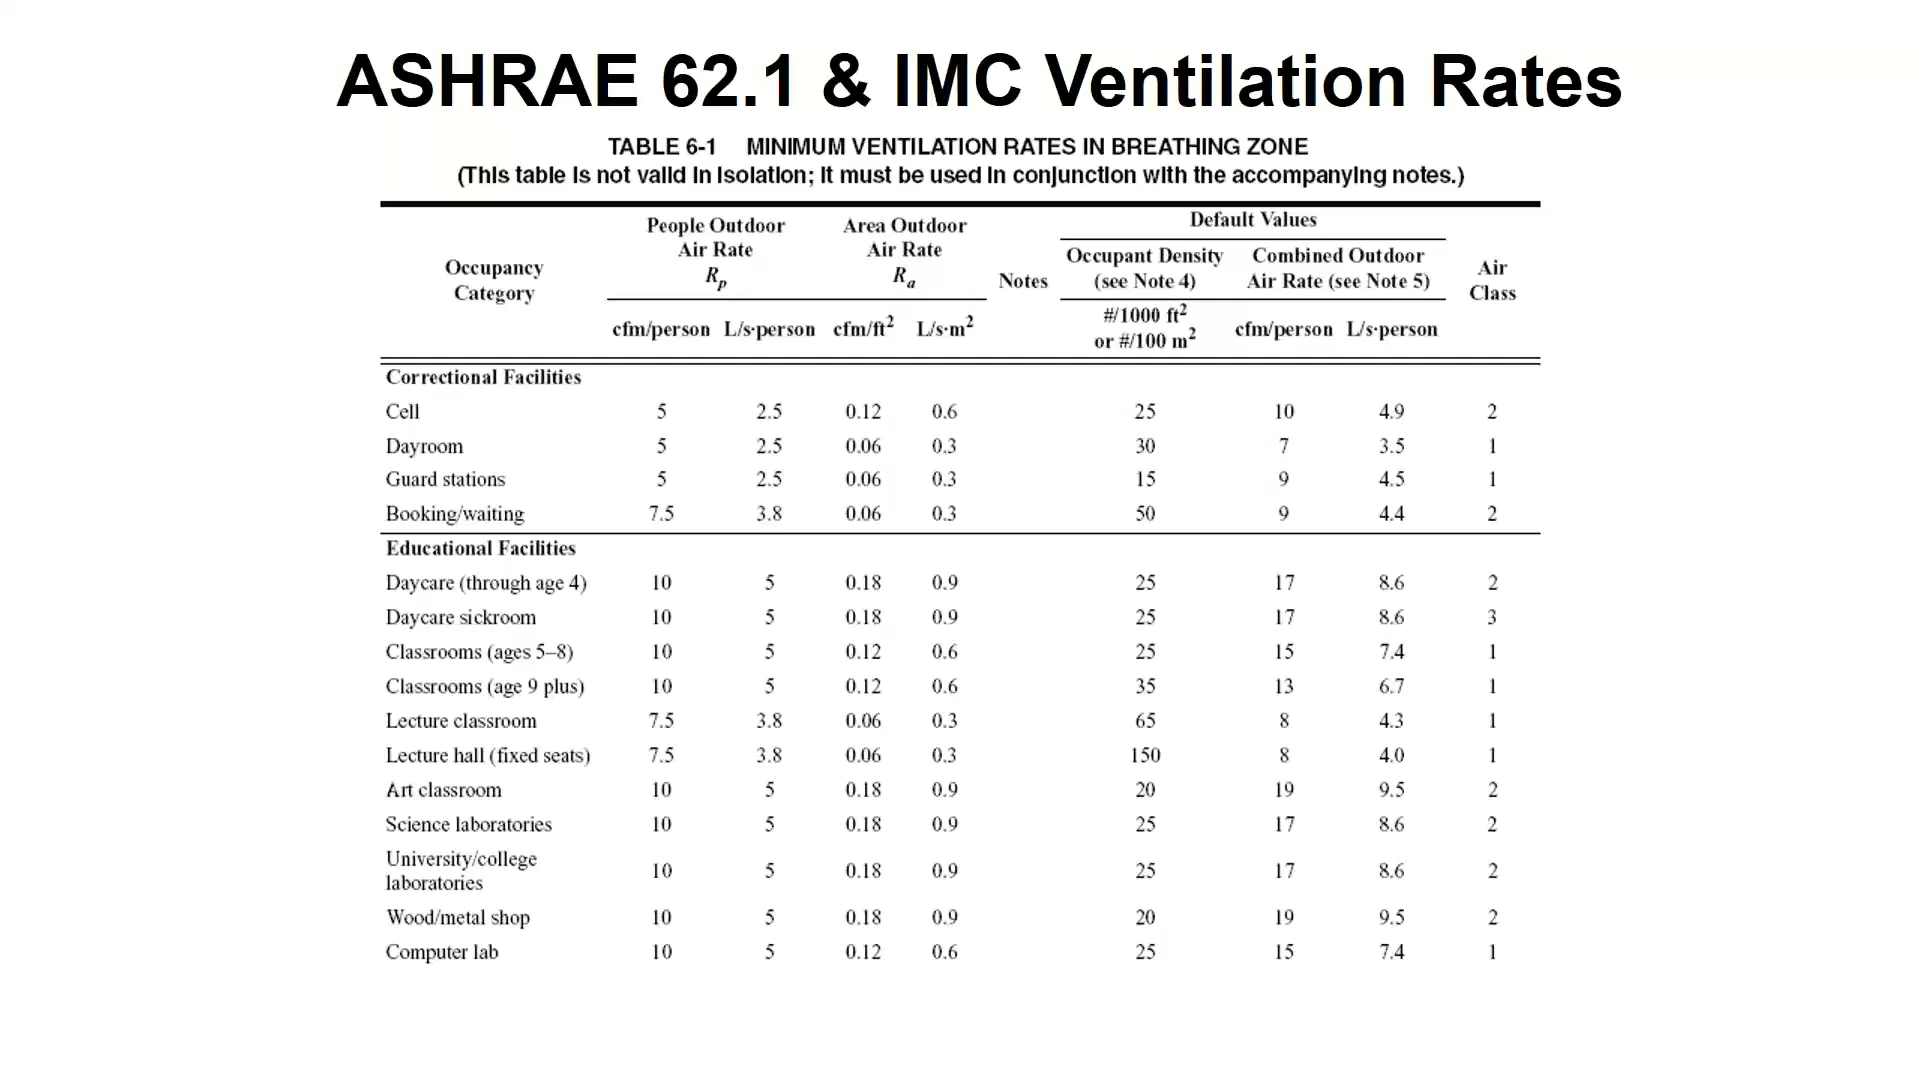 ASHRAE 62.1 & IMC Ventilation Rates
TABLE 6-1 MINIMUM VENTILATION RATES IN BREATHING ZONE
(This table is not valid in isolation; it must be used in conjunction with the accompanying notes.)
Occupancy Category
People Outdoor Air Rate Rp
Area Outdoor Air Rate Ra
Notes
Default Values
Occupant Density (see Note 4)
Combined Outdoor Air Rate (see Note 5)
Air Class
cfm/person L/s·person cfm/ft² L/s·m² #/1000 ft² or #/100 m² cfm/person L/s·person
Correctional Facilities
Cell 5 2.5 0.12 0.6 25 10 4.9 2
Dayroom 5 2.5 0.06 0.3 30 7 3.5 1
Guard stations 5 2.5 0.06 0.3 15 9 4.5 1
Booking/waiting 7.5 3.8 0.06 0.3 50 9 4.4 2
Educational Facilities
Daycare (through age 4) 10 5 0.18 0.9 25 17 8.6 2
Daycare sickroom 10 5 0.18 0.9 25 17 8.6 3
Classrooms (ages 5–8) 10 5 0.12 0.6 25 15 7.4 1
Classrooms (age 9 plus) 10 5 0.12 0.6 35 13 6.7 1
Lecture classroom 7.5 3.8 0.06 0.3 65 8 4.3 1
Lecture hall (fixed seats) 7.5 3.8 0.06 0.3 150 8 4.0 1
Art classroom 10 5 0.18 0.9 20 19 9.5 2
Science laboratories 10 5 0.18 0.9 25 17 8.6 2
University/college laboratories 10 5 0.18 0.9 25 17 8.6 2
Wood/metal shop 10 5 0.18 0.9 20 19 9.5 2
Computer lab 10 5 0.12 0.6 25 15 7.4 1